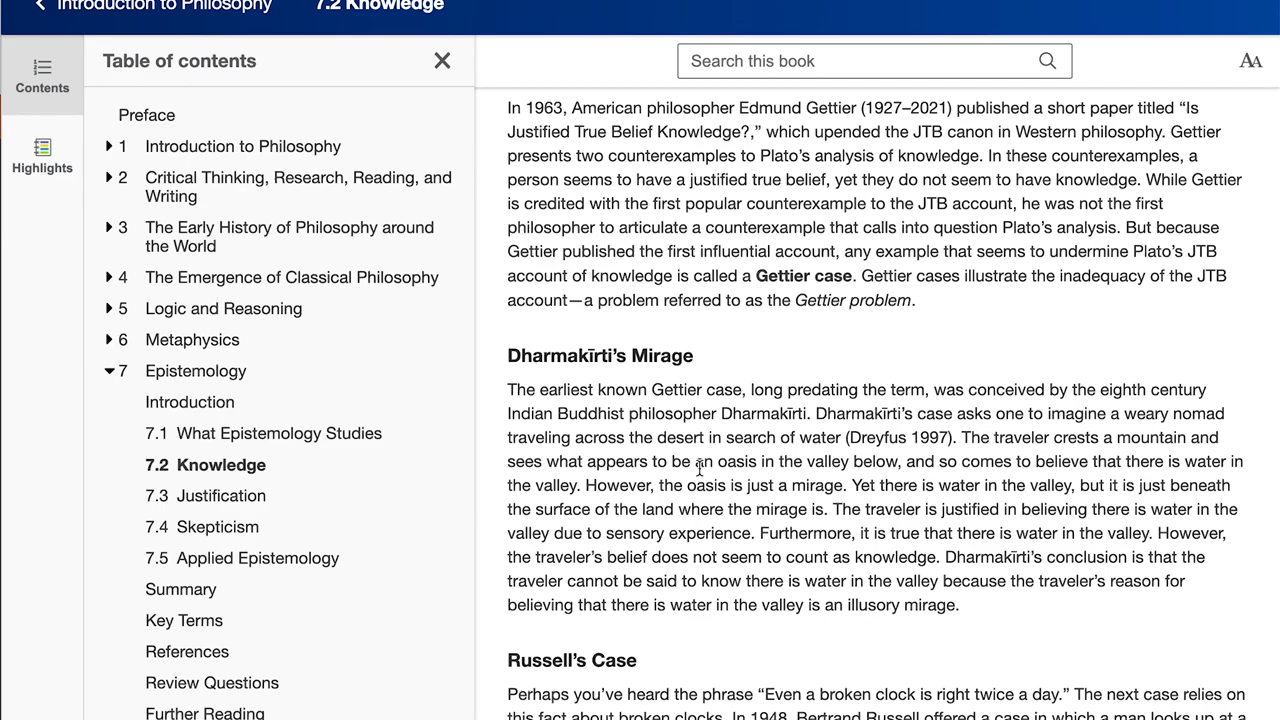 Introduction to Philosophy 7.2 Knowledge
Contents
Highlights
Table of contents
Preface
1 Introduction to Philosophy
2 Critical Thinking, Research, Reading, and
Writing
3 The Early History of Philosophy around
the World
4 The Emergence of Classical Philosophy
5 Logic and Reasoning
6 Metaphysics
7 Epistemology
Introduction
7.1 What Epistemology Studies
7.2 Knowledge
7.3 Justification
7.4 Skepticism
7.5 Applied Epistemology
Summary
Key Terms
References
Review Questions
Further Reading
Search this book
AA
In 1963, American philosopher Edmund Gettier (1927–2021) published a short paper titled “Is
Justified True Belief Knowledge?,” which upended the JTB canon in Western philosophy. Gettier
presents two counterexamples to Plato’s analysis of knowledge. In these counterexamples, a
person seems to have a justified true belief, yet they do not seem to have knowledge. While Gettier
is credited with the first popular counterexample to the JTB account, he was not the first
philosopher to articulate a counterexample that calls into question Plato’s analysis. But because
Gettier published the first influential account, any example that seems to undermine Plato’s JTB
account of knowledge is called a Gettier case. Gettier cases illustrate the inadequacy of the JTB
account—a problem referred to as the Gettier problem.
Dharmakīrti’s Mirage
The earliest known Gettier case, long predating the term, was conceived by the eighth century
Indian Buddhist philosopher Dharmakīrti. Dharmakīrti’s case asks one to imagine a weary nomad
traveling across the desert in search of water (Dreyfus 1997). The traveler crests a mountain and
sees what appears to be an oasis in the valley below, and so comes to believe that there is water in
the valley. However, the oasis is just a mirage. Yet there is water in the valley, but it is just beneath
the surface of the land where the mirage is. The traveler is justified in believing there is water in the
valley due to sensory experience. Furthermore, it is true that there is water in the valley. However,
the traveler’s belief does not seem to count as knowledge. Dharmakīrti’s conclusion is that the
traveler cannot be said to know there is water in the valley because the traveler’s reason for
believing that there is water in the valley is an illusory mirage.
Russell’s Case
Perhaps you’ve heard the phrase “Even a broken clock is right twice a day.” The next case relies on
this fact about broken clocks. In 1948, Bertrand Russell offered a case in which a man looks up at a